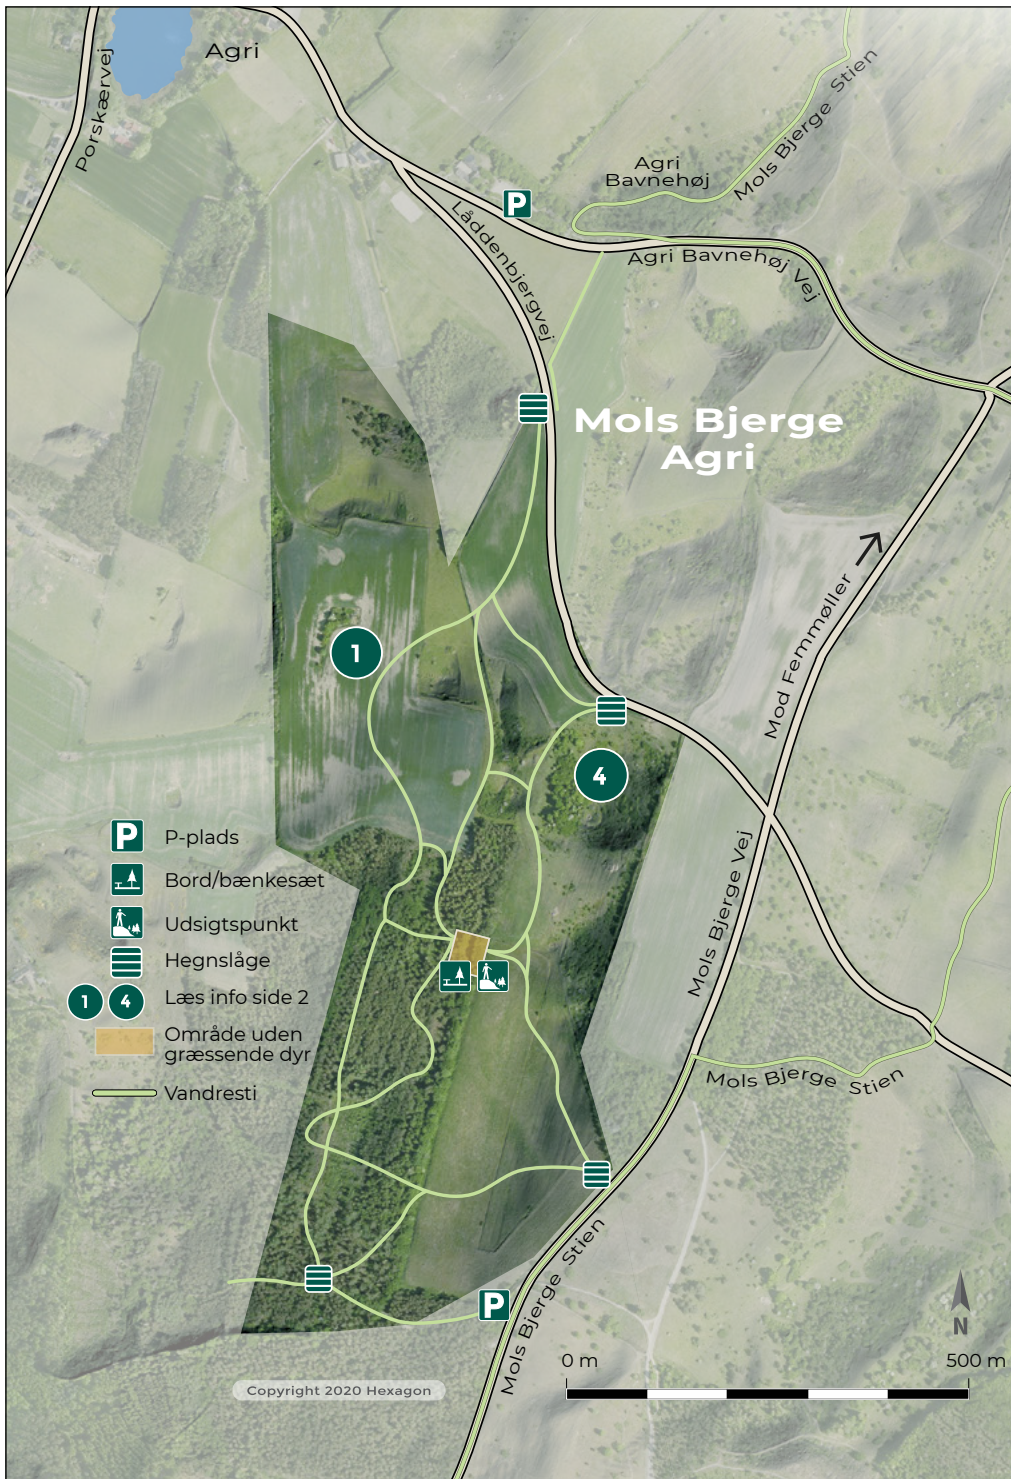 Agri
Porskærvej
Mols Bjerge Stien
Agri
Bavnehøj
P
Låddenbjergvej
Agri Bavnehøj Vej
Mols Bjerge
Agri
Mod Femmøller
1
4
P P-plads
Bord/bænkesæt
Udsigtspunkt
Hegnslåge
1 4 Læs info side 2
Område uden
græssende dyr
Vandresti
Mols Bjerge Vej
Mols Bjerge Stien
Mols Bjerge Stien
P
N
0 m 500 m
Copyright 2020 Hexagon